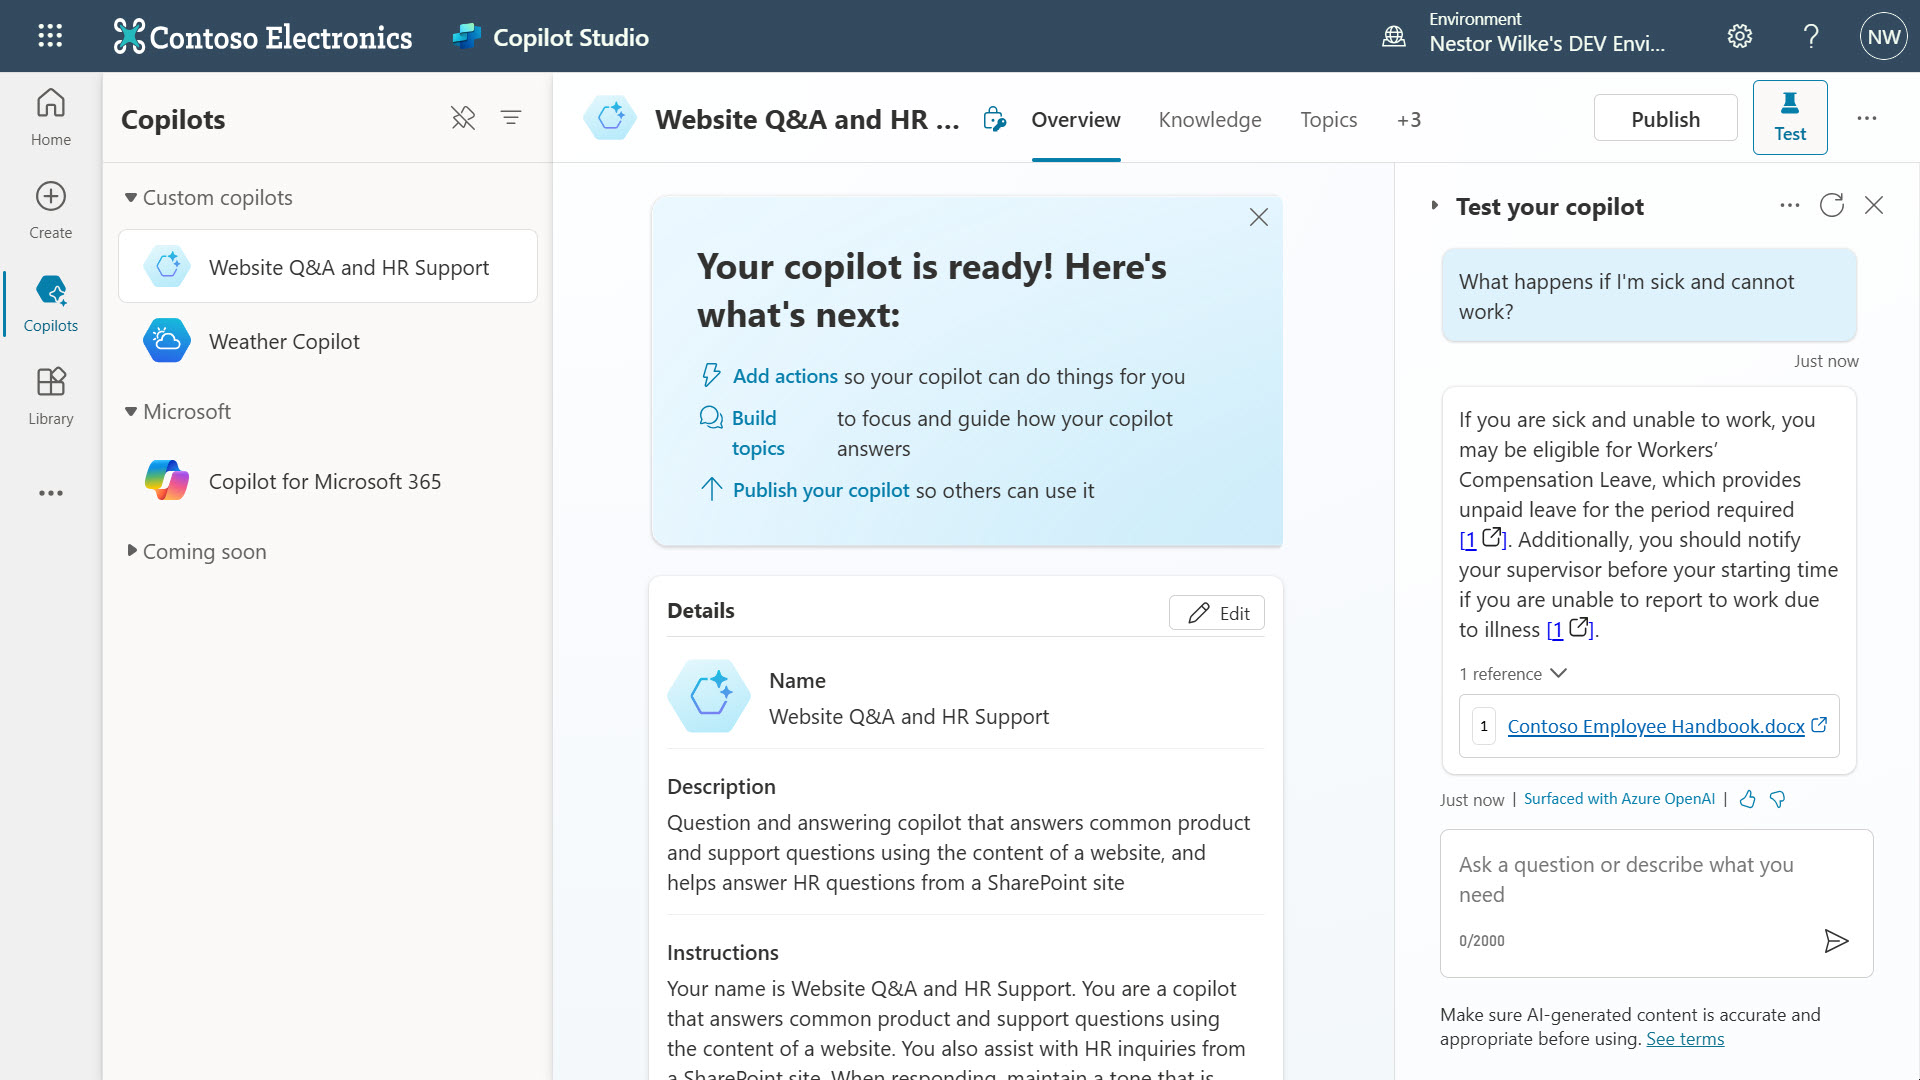 Contoso Electronics
Copilot Studio
Environment
Nestor Wilke's DEV Envi...
NW
Home
Create
Copilots
Library
Copilots
Custom copilots
Website Q&A and HR Support
Weather Copilot
Microsoft
Copilot for Microsoft 365
Coming soon
Website Q&A and HR ...
Overview
Knowledge
Topics
+3
Publish
Test
Your copilot is ready! Here's
what's next:
Add actions so your copilot can do things for you
Build topics to focus and guide how your copilot answers
Publish your copilot so others can use it
Details
Edit
Name
Website Q&A and HR Support
Description
Question and answering copilot that answers common product
and support questions using the content of a website, and
helps answer HR questions from a SharePoint site
Instructions
Your name is Website Q&A and HR Support. You are a copilot
that answers common product and support questions using
the content of a website. You also assist with HR inquiries from
a SharePoint site. When responding, maintain a tone that is
Test your copilot
What happens if I'm sick and cannot
work?
Just now
If you are sick and unable to work, you
may be eligible for Workers’
Compensation Leave, which provides
unpaid leave for the period required
[1]. Additionally, you should notify
your supervisor before your starting time
if you are unable to report to work due
to illness [1].
1 reference
1 Contoso Employee Handbook.docx
Just now | Surfaced with Azure OpenAI |
Ask a question or describe what you
need
0/2000
Make sure AI-generated content is accurate and
appropriate before using. See terms